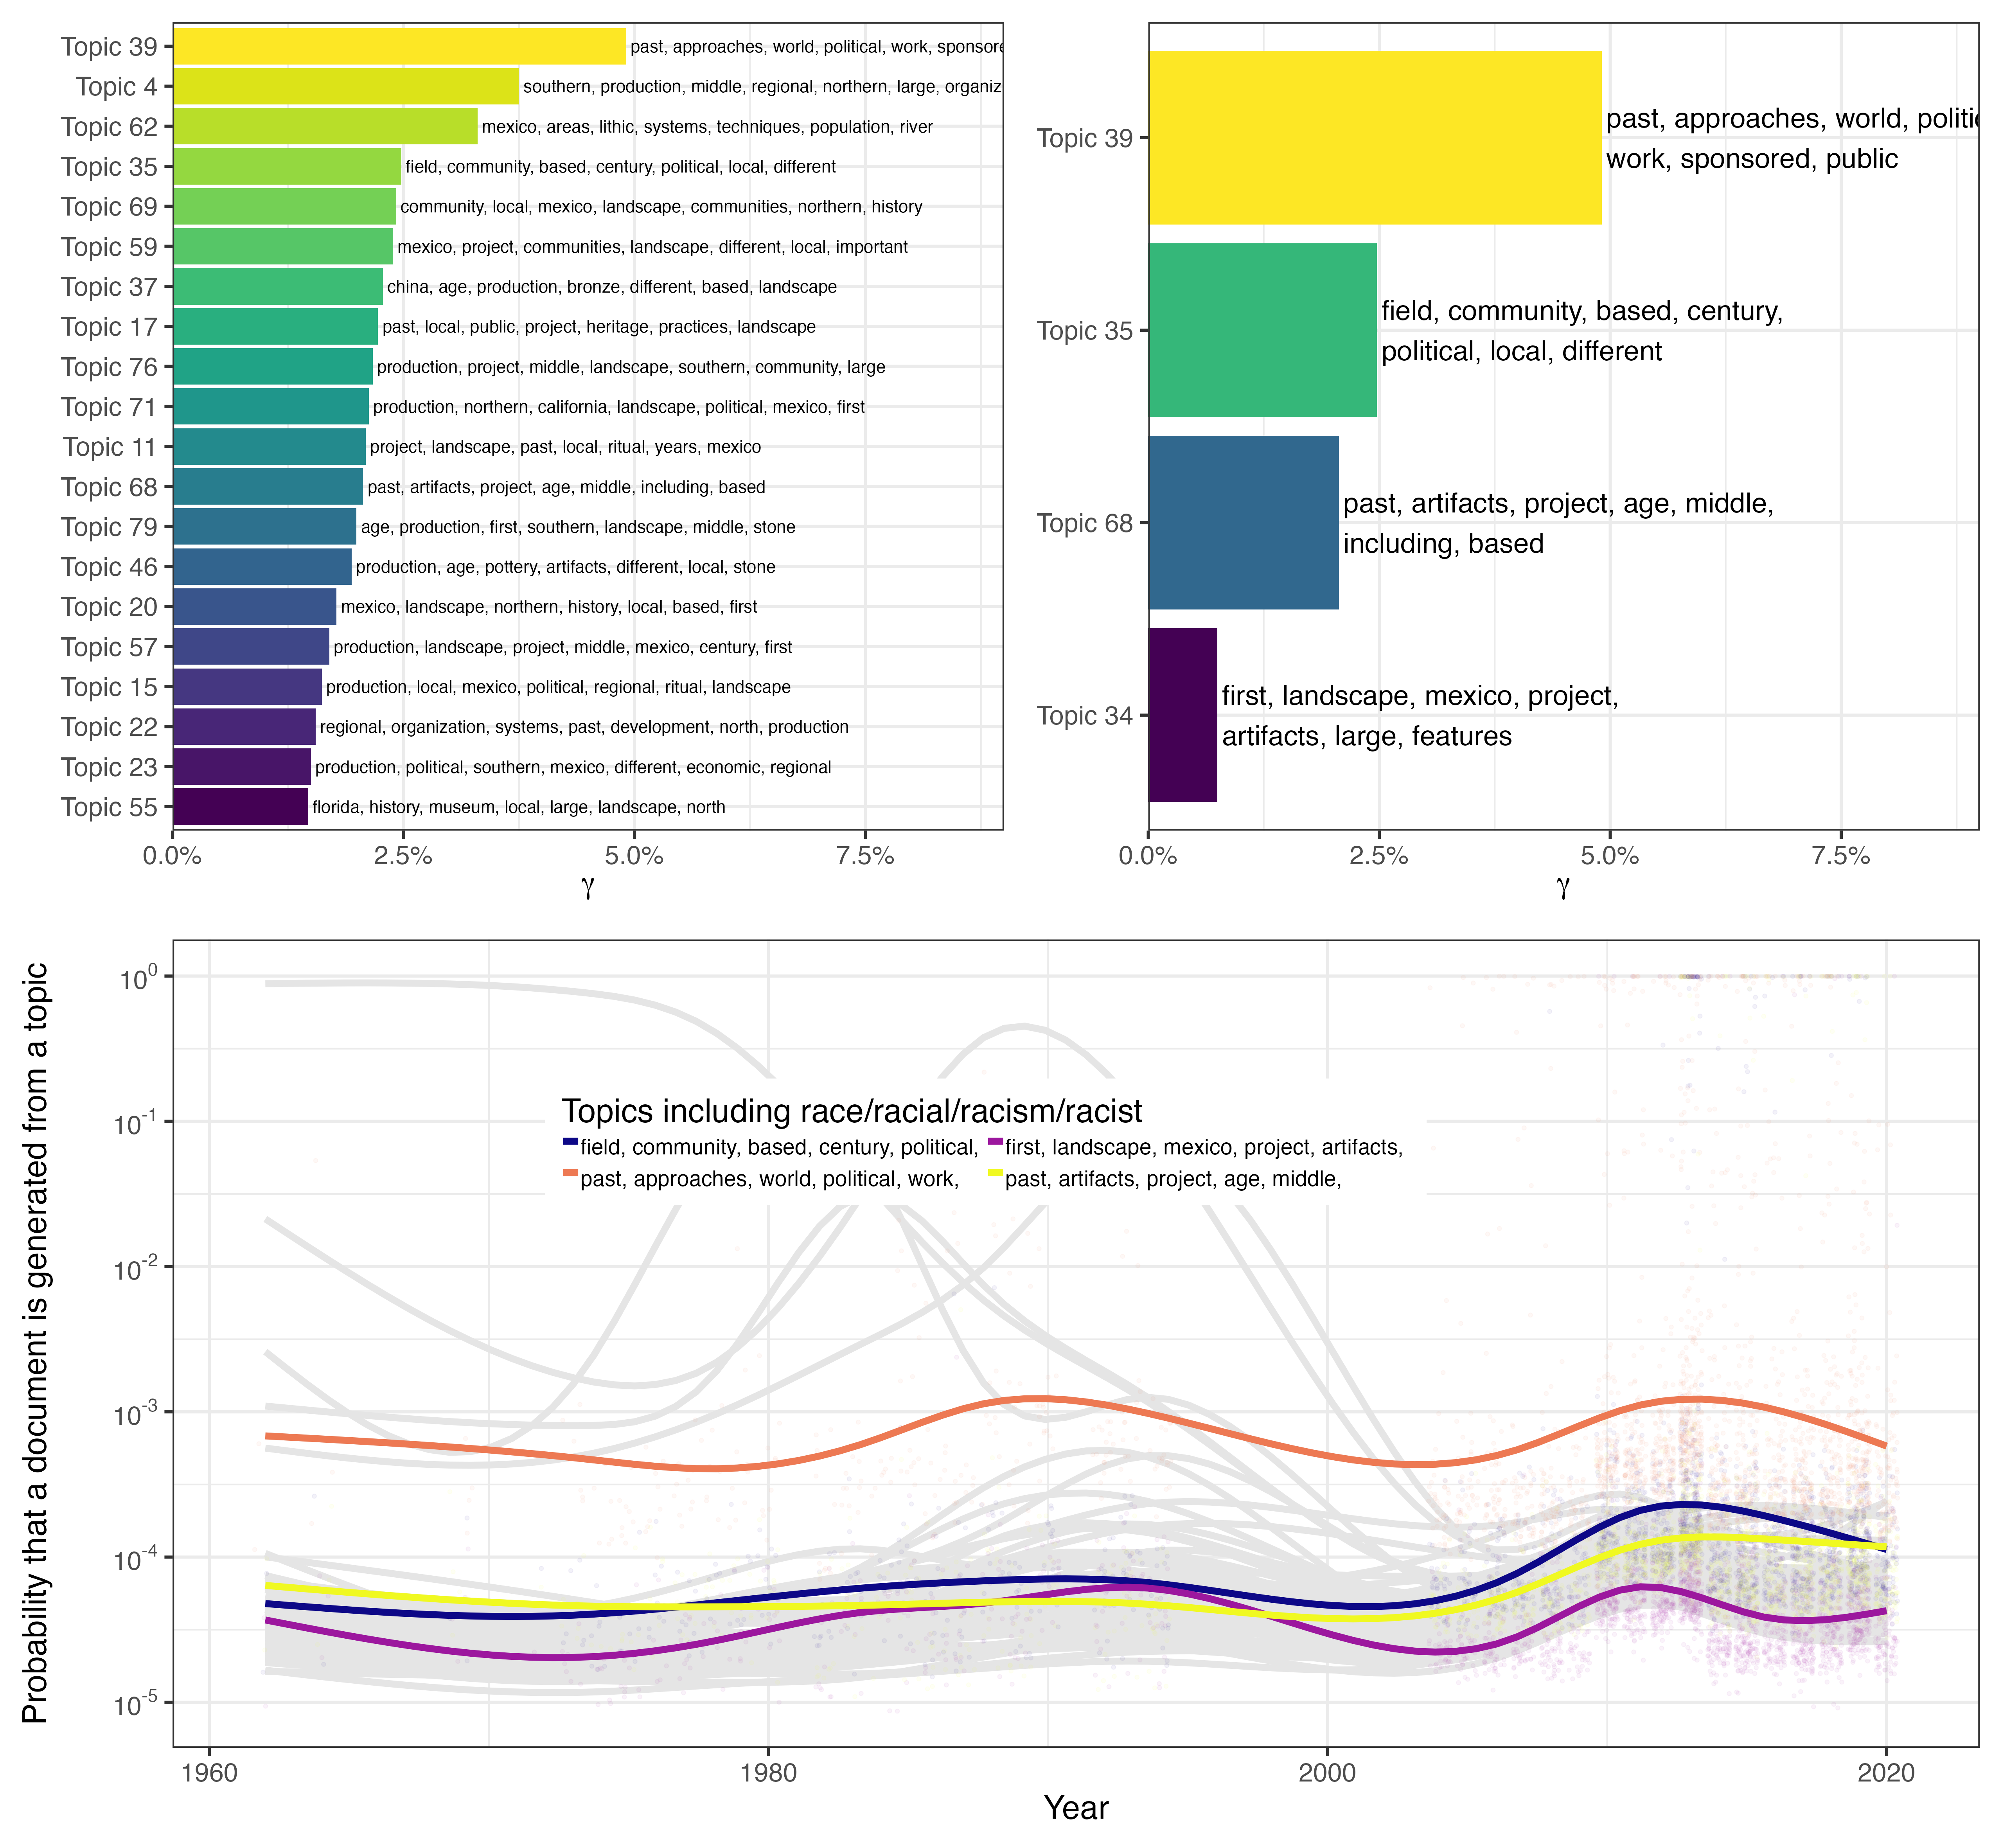 Topic 39 past, approaches, world, political, work, sponsore
Topic 4 southern, production, middle, regional, northern, large, organiz
Topic 62 mexico, areas, lithic, systems, techniques, population, river
Topic 35 field, community, based, century, political, local, different
Topic 69 community, local, mexico, landscape, communities, northern, history
Topic 59 mexico, project, communities, landscape, different, local, important
Topic 37 china, age, production, bronze, different, based, landscape
Topic 17 past, local, public, project, heritage, practices, landscape
Topic 76 production, project, middle, landscape, southern, community, large
Topic 71 production, northern, california, landscape, political, mexico, first
Topic 11 project, landscape, past, local, ritual, years, mexico
Topic 68 past, artifacts, project, age, middle, including, based
Topic 79 age, production, first, southern, landscape, middle, stone
Topic 46 production, age, pottery, artifacts, different, local, stone
Topic 20 mexico, landscape, northern, history, local, based, first
Topic 57 production, landscape, project, middle, mexico, century, first
Topic 15 production, local, mexico, political, regional, ritual, landscape
Topic 22 regional, organization, systems, past, development, north, production
Topic 23 production, political, southern, mexico, different, economic, regional
Topic 55 florida, history, museum, local, large, landscape, north
0.0% 2.5% 5.0% 7.5%
γ
past, approaches, world, politic
Topic 39
work, sponsored, public
field, community, based, century,
Topic 35
political, local, different
past, artifacts, project, age, middle,
Topic 68
including, based
first, landscape, mexico, project,
Topic 34
artifacts, large, features
0.0% 2.5% 5.0% 7.5%
γ
Probability that a document is generated from a topic
10^0
10^-1
10^-2
10^-3
10^-4
10^-5
Topics including race/racial/racism/racist
field, community, based, century, political, first, landscape, mexico, project, artifacts,
past, approaches, world, political, work, past, artifacts, project, age, middle,
1960 1980 2000 2020
Year